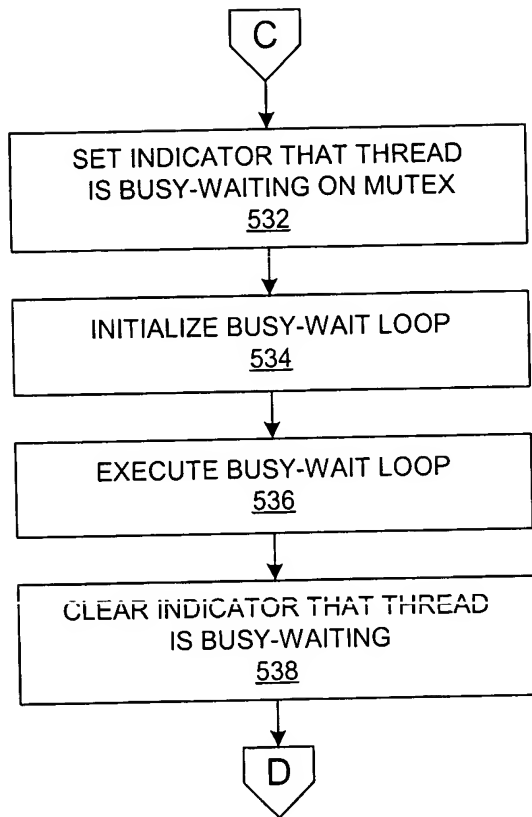 C
SET INDICATOR THAT THREAD
IS BUSY-WAITING ON MUTEX
532
INITIALIZE BUSY-WAIT LOOP
534
EXECUTE BUSY-WAIT LOOP
536
CLEAR INDICATOR THAT THREAD
IS BUSY-WAITING
538
D